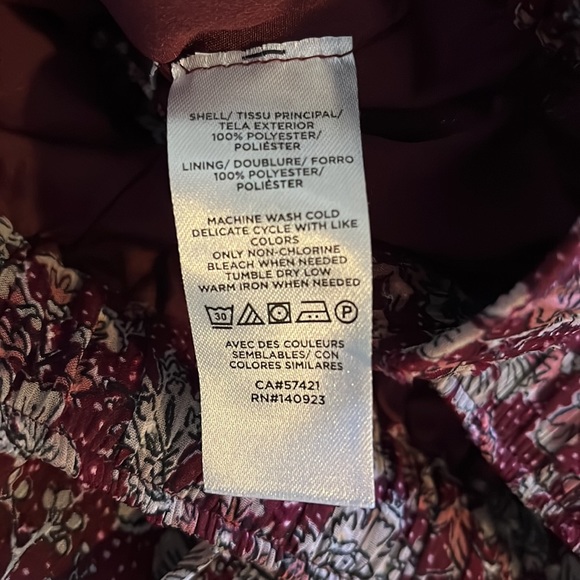 SHELL/ TISSU PRINCIPAL/
TELA EXTERIOR
100% POLYESTER/
POLIÉSTER
LINING/ DOUBLURE/ FORRO
100% POLYESTER/
POLIÉSTER
MACHINE WASH COLD
DELICATE CYCLE WITH LIKE
COLORS
ONLY NON-CHLORINE
BLEACH WHEN NEEDED
TUMBLE DRY LOW
WARM IRON WHEN NEEDED
30 P
AVEC DES COULEURS
SEMBLABLES/ CON
COLORES SIMILARES
CA#57421
RN#140923